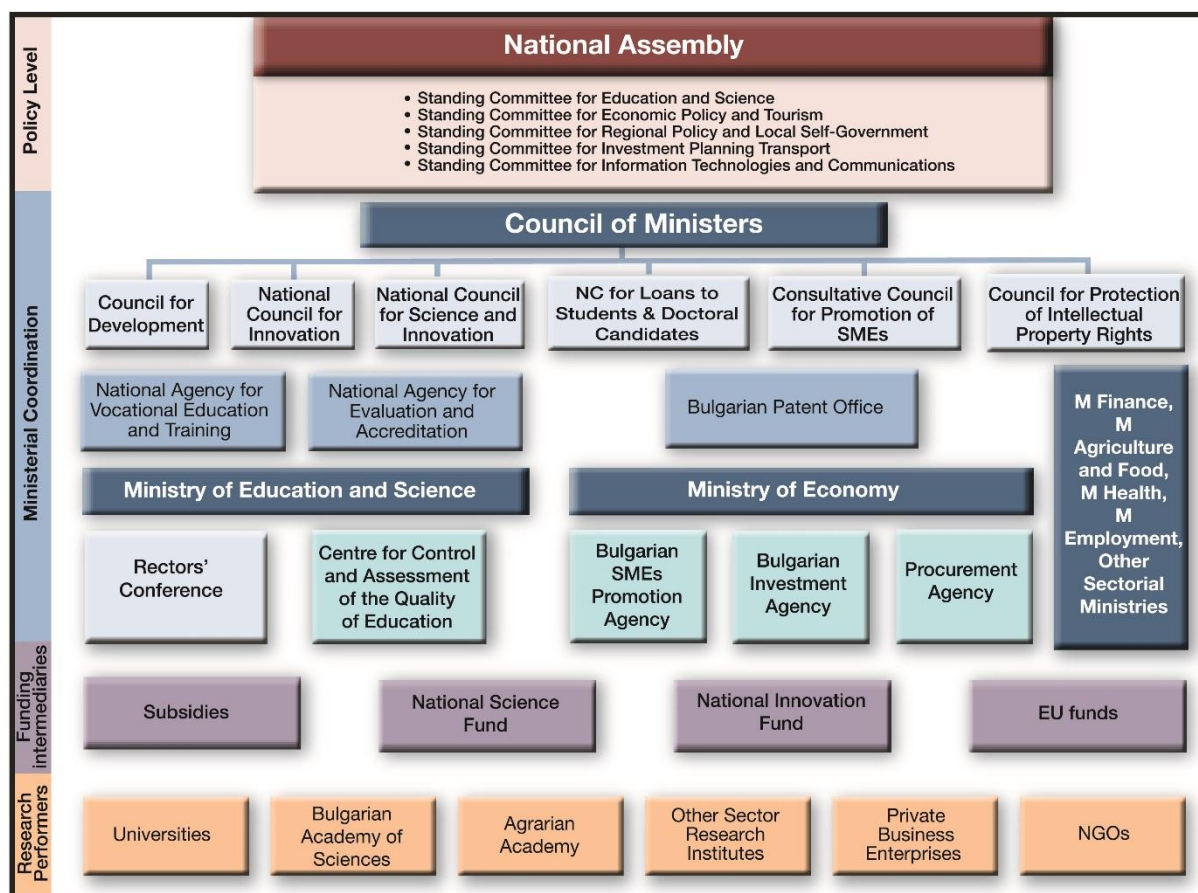 Policy Level
National Assembly
• Standing Committee for Education and Science
• Standing Committee for Economic Policy and Tourism
• Standing Committee for Regional Policy and Local Self-Government
• Standing Committee for Investment Planning Transport
• Standing Committee for Information Technologies and Communications
Ministerial Coordination
Council of Ministers
Council for
Development
National
Council for
Innovation
National Council
for Science and
Innovation
NC for Loans to
Students & Doctoral
Candidates
Consultative Council
for Promotion of
SMEs
Council for Protection
of Intellectual
Property Rights
National Agency for
Vocational Education
and Training
National Agency for
Evaluation and
Accreditation
Bulgarian Patent Office
M Finance,
M
Agriculture
and Food,
M Health,
M
Employment,
Other
Sectorial
Ministries
Ministry of Education and Science
Ministry of Economy
Rectors’
Conference
Centre for Control
and Assessment
of the Quality
of Education
Bulgarian
SMEs
Promotion
Agency
Bulgarian
Investment
Agency
Procurement
Agency
Funding
intermediaries
Subsidies
National Science
Fund
National Innovation
Fund
EU funds
Research
Performers
Universities
Bulgarian
Academy of
Sciences
Agrarian
Academy
Other Sector
Research
Institutes
Private
Business
Enterprises
NGOs